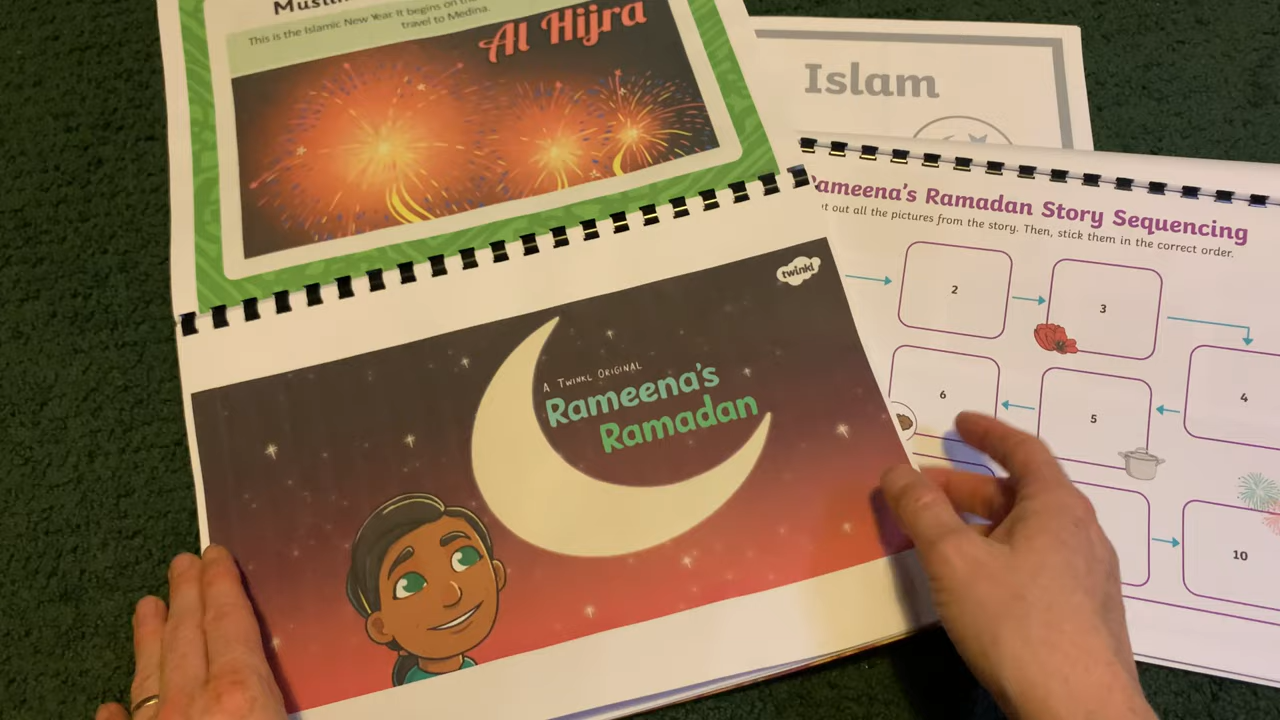 This is the Islamic New Year. It begins on
travel to Medina.
Al Hijra
Islam
Rameena's Ramadan Story Sequencing
out all the pictures from the story. Then, stick them in the correct order.
2
3
4
5
6
10
twinkl
A TWINKL ORIGINAL
Rameena's
Ramadan